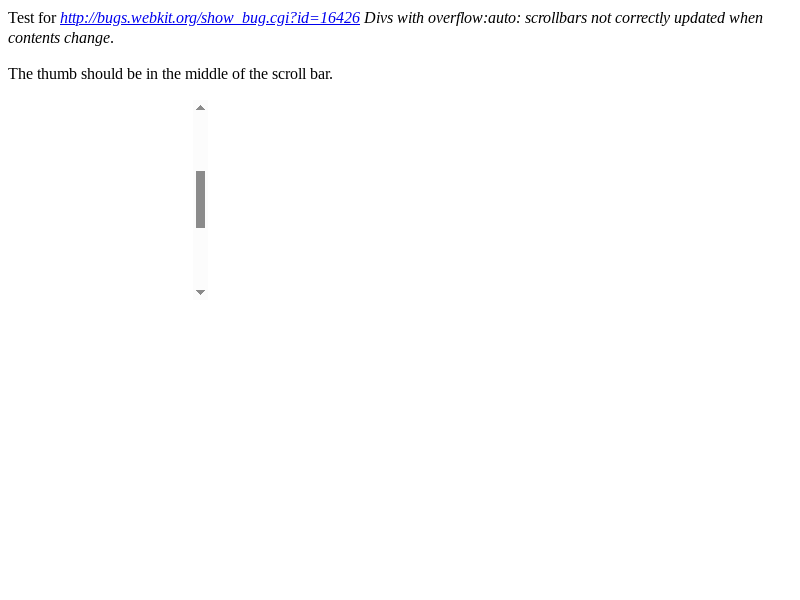 Test for http://bugs.webkit.org/show_bug.cgi?id=16426 Divs with overflow:auto: scrollbars not correctly updated when
contents change.
The thumb should be in the middle of the scroll bar.